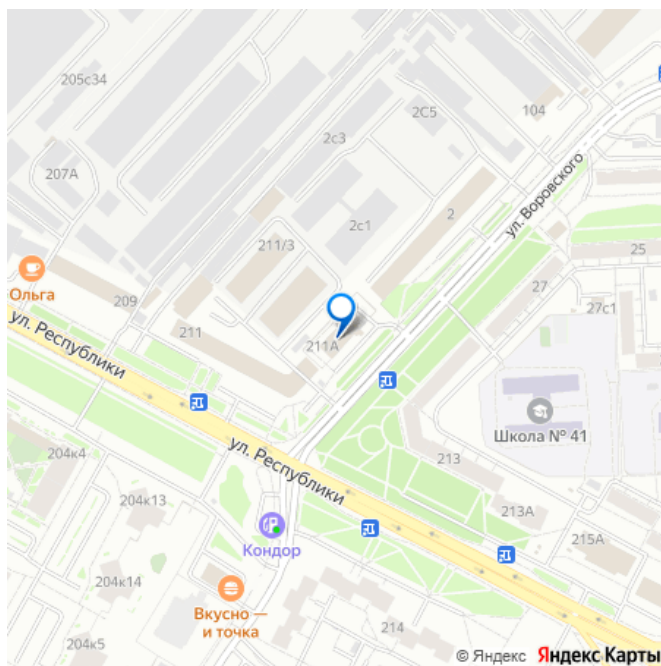 205с34
104
2С5
2с3
207А
ул. Воровского
2
2с1
25
211/3
27
27с1
Ольга
209
211
211А
ул. Республики
Школа № 41
ул. Республики
213
204к4
204к13
213А
Кондор
215А
204к14
Вкусно —
и точка
214
204к5
© Яндекс Яндекс Карты